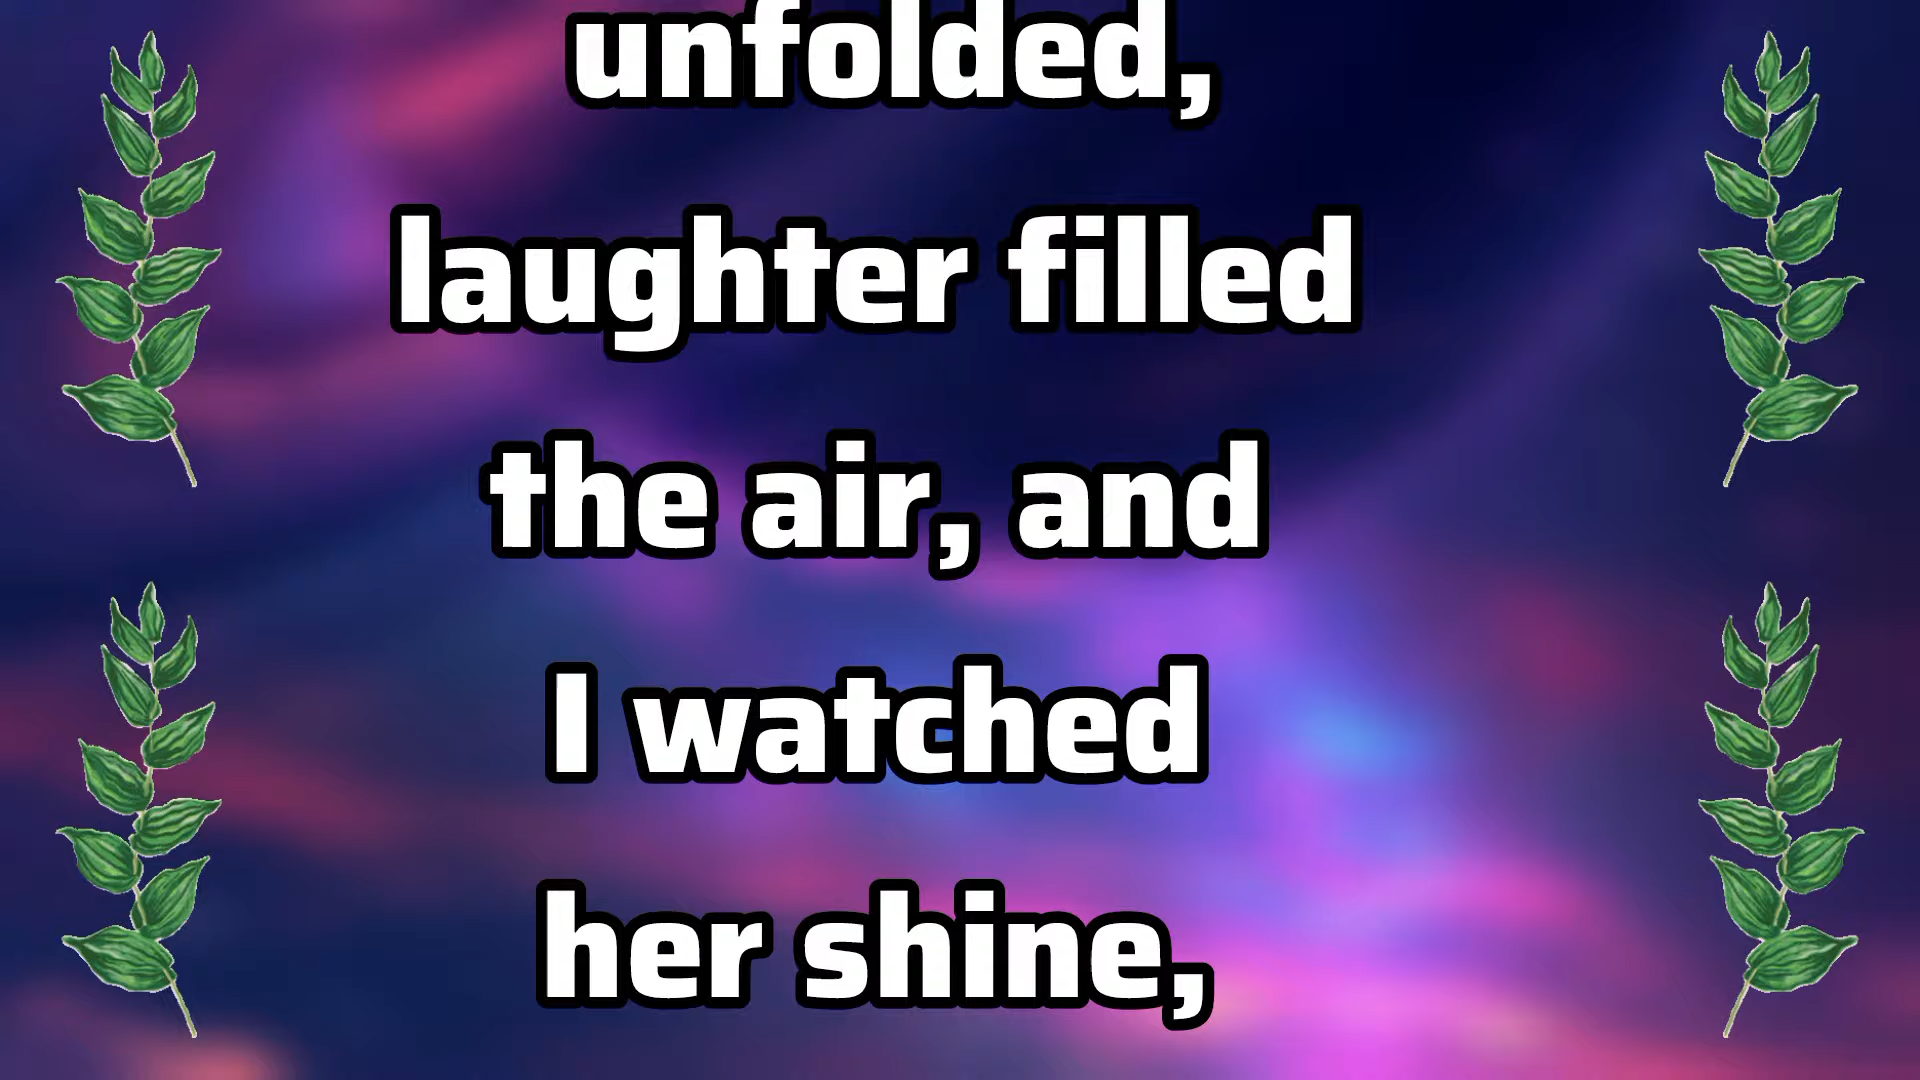 unfolded,
laughter filled
the air, and
I watched
her shine,